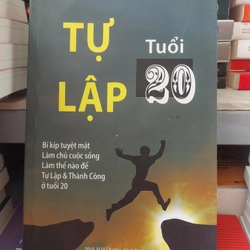 TỰ
LẬP
Tuổi
20
Bí kíp tuyệt mật
Làm chủ cuộc sống
Làm thế nào để
Tự Lập & Thành Công
ở tuổi 20